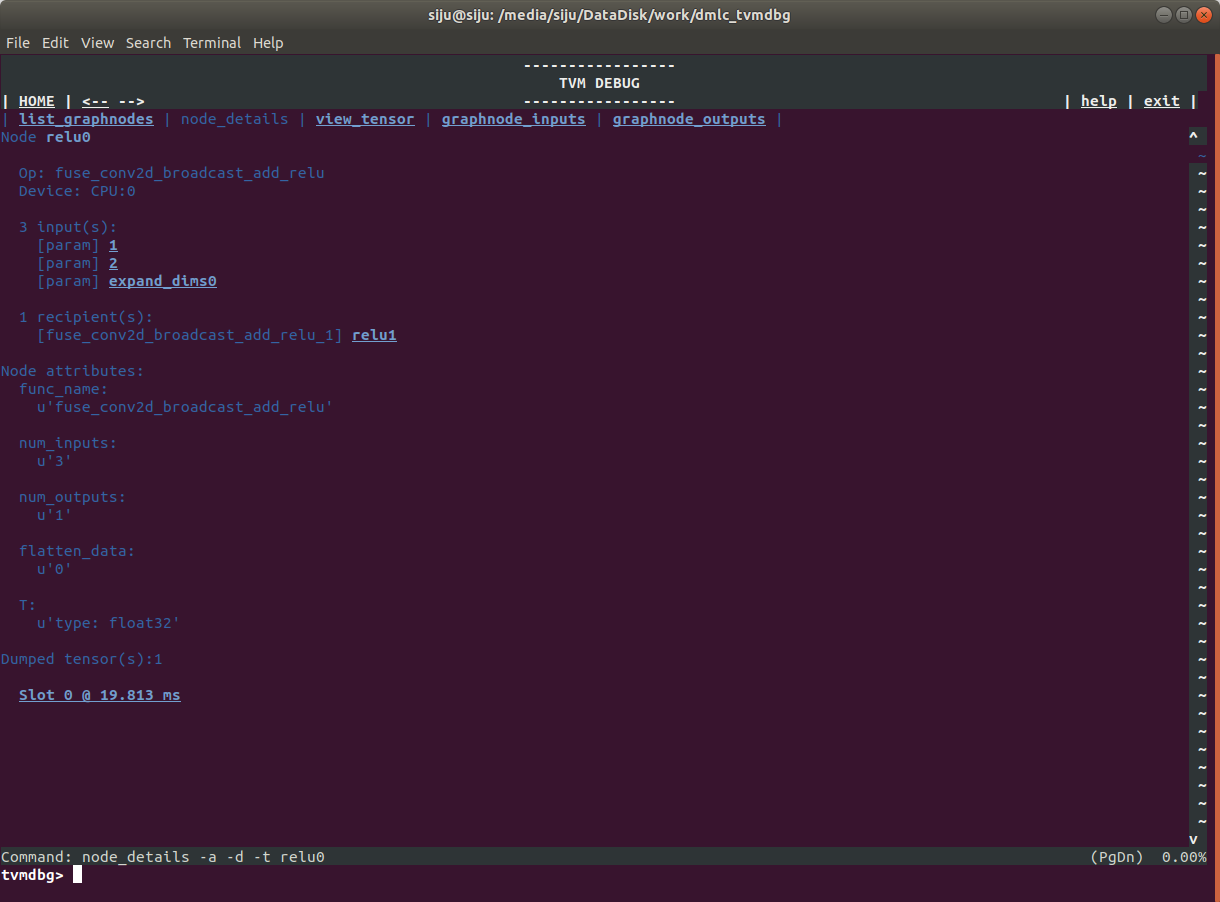 siju@siju: /media/siju/DataDisk/work/dmlc_tvmdbg
File Edit View Search Terminal Help
-----------------
TVM DEBUG
| HOME | <-- --> ----------------- | help | exit |
| list_graphnodes | node_details | view_tensor | graphnode_inputs | graphnode_outputs |
Node relu0 ^
~
Op: fuse_conv2d_broadcast_add_relu ~
Device: CPU:0 ~
~
3 input(s): ~
[param] 1 ~
[param] 2 ~
[param] expand_dims0 ~
~
1 recipient(s): ~
[fuse_conv2d_broadcast_add_relu_1] relu1 ~
~
Node attributes: ~
func_name: ~
u'fuse_conv2d_broadcast_add_relu' ~
~
num_inputs: ~
u'3' ~
~
num_outputs: ~
u'1' ~
~
flatten_data: ~
u'0' ~
~
T: ~
u'type: float32' ~
~
Dumped tensor(s):1 ~
~
Slot 0 @ 19.813 ms ~
~
~
~
~
~
~
~
v
Command: node_details -a -d -t relu0 (PgDn) 0.00%
tvmdbg>